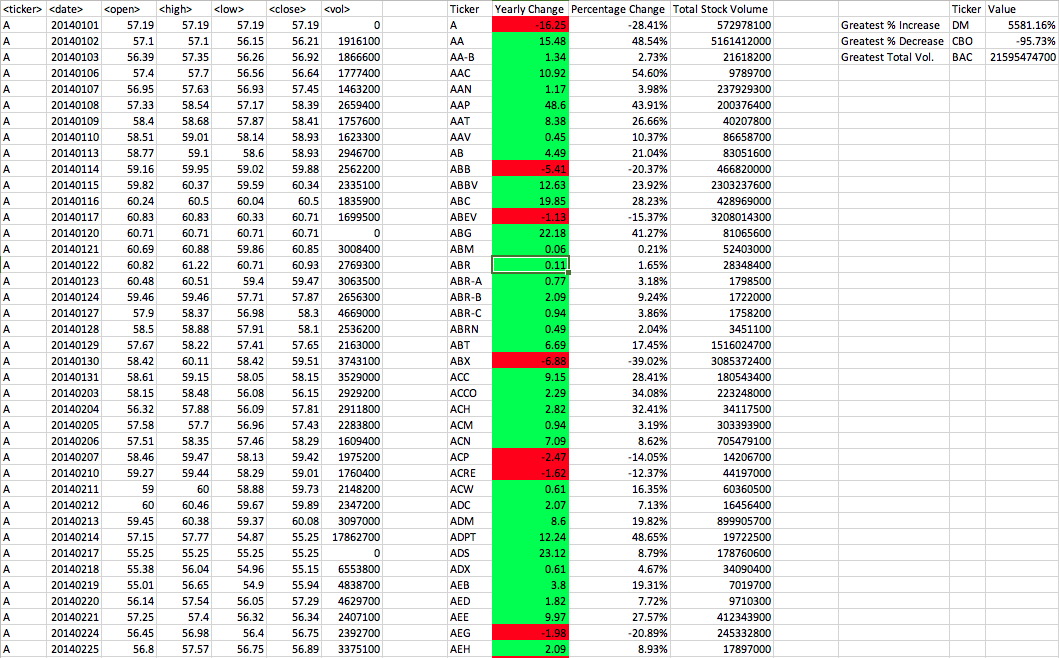 <ticker> <date> <open> <high> <low> <close> <vol> Ticker Yearly Change Percentage Change Total Stock Volume Ticker Value
A 20140101 57.19 57.19 57.19 57.19 0 A -16.25 -28.41% 572978100 Greatest % Increase DM 5581.16%
A 20140102 57.1 57.1 56.15 56.21 1916100 AA 15.48 48.54% 5161412000 Greatest % Decrease CBO -95.73%
A 20140103 56.39 57.35 56.26 56.92 1866600 AA-B 1.34 2.73% 21618200 Greatest Total Vol. BAC 21595474700
A 20140106 57.4 57.7 56.56 56.64 1777400 AAC 10.92 54.60% 9789700
A 20140107 56.95 57.63 56.93 57.45 1463200 AAN 1.17 3.98% 237929300
A 20140108 57.33 58.54 57.17 58.39 2659400 AAP 48.6 43.91% 200376400
A 20140109 58.4 58.68 57.87 58.41 1757600 AAT 8.38 26.66% 40207800
A 20140110 58.51 59.01 58.14 58.93 1623300 AAV 0.45 10.37% 86658700
A 20140113 58.77 59.1 58.6 58.93 2946700 AB 4.49 21.04% 83051600
A 20140114 59.16 59.95 59.02 59.88 2562200 ABB -5.41 -20.37% 466820000
A 20140115 59.82 60.37 59.59 60.34 2335100 ABBV 12.63 23.92% 2303237600
A 20140116 60.24 60.5 60.04 60.5 1835900 ABC 19.85 28.23% 428969000
A 20140117 60.83 60.83 60.33 60.71 1699500 ABEV -1.13 -15.37% 3208014300
A 20140120 60.71 60.71 60.71 60.71 0 ABG 22.18 41.27% 81065600
A 20140121 60.69 60.88 59.86 60.85 3008400 ABM 0.06 0.21% 52403000
A 20140122 60.82 61.22 60.71 60.93 2769300 ABR 0.11 1.65% 28348400
A 20140123 60.48 60.51 59.4 59.47 3063500 ABR-A 0.77 3.18% 1798500
A 20140124 59.46 59.46 57.71 57.87 2656300 ABR-B 2.09 9.24% 1722000
A 20140127 57.9 58.37 56.98 58.3 4669000 ABR-C 0.94 3.86% 1758200
A 20140128 58.5 58.88 57.91 58.1 2536200 ABRN 0.49 2.04% 3451100
A 20140129 57.67 58.22 57.41 57.65 2163000 ABT 6.69 17.45% 1516024700
A 20140130 58.42 60.11 58.42 59.51 3743100 ABX -6.88 -39.02% 3085372400
A 20140131 58.61 59.15 58.05 58.15 3529000 ACC 9.15 28.41% 180543400
A 20140203 58.15 58.48 56.08 56.15 2929200 ACCO 2.29 34.08% 223248000
A 20140204 56.32 57.88 56.09 57.81 2911800 ACH 2.82 32.41% 34117500
A 20140205 57.58 57.7 56.96 57.43 2283800 ACM 0.94 3.19% 303393900
A 20140206 57.51 58.35 57.46 58.29 1609400 ACN 7.09 8.62% 705479100
A 20140207 58.46 59.47 58.13 59.42 1975200 ACP -2.47 -14.05% 14206700
A 20140210 59.27 59.44 58.29 59.01 1760400 ACRE -1.62 -12.37% 44197000
A 20140211 59 60 58.88 59.73 2148200 ACW 0.61 16.35% 60360500
A 20140212 60 60.46 59.67 59.89 2347200 ADC 2.07 7.13% 16456400
A 20140213 59.45 60.38 59.37 60.08 3097000 ADM 8.6 19.82% 899905700
A 20140214 57.15 57.77 54.87 55.25 17862700 ADPT 12.24 48.65% 19722500
A 20140217 55.25 55.25 55.25 55.25 0 ADS 23.12 8.79% 178760600
A 20140218 55.38 56.04 54.96 55.15 6553800 ADX 0.61 4.67% 34090400
A 20140219 55.01 56.65 54.9 55.94 4838700 AEB 3.8 19.31% 7019700
A 20140220 56.14 57.54 56.05 57.29 4629700 AED 1.82 7.72% 9710300
A 20140221 57.25 57.4 56.32 56.34 2407100 AEE 9.97 27.57% 412343900
A 20140224 56.45 56.98 56.4 56.75 2392700 AEG -1.98 -20.89% 245332800
A 20140225 56.8 57.57 56.75 56.89 3375100 AEH 2.09 8.93% 17897000